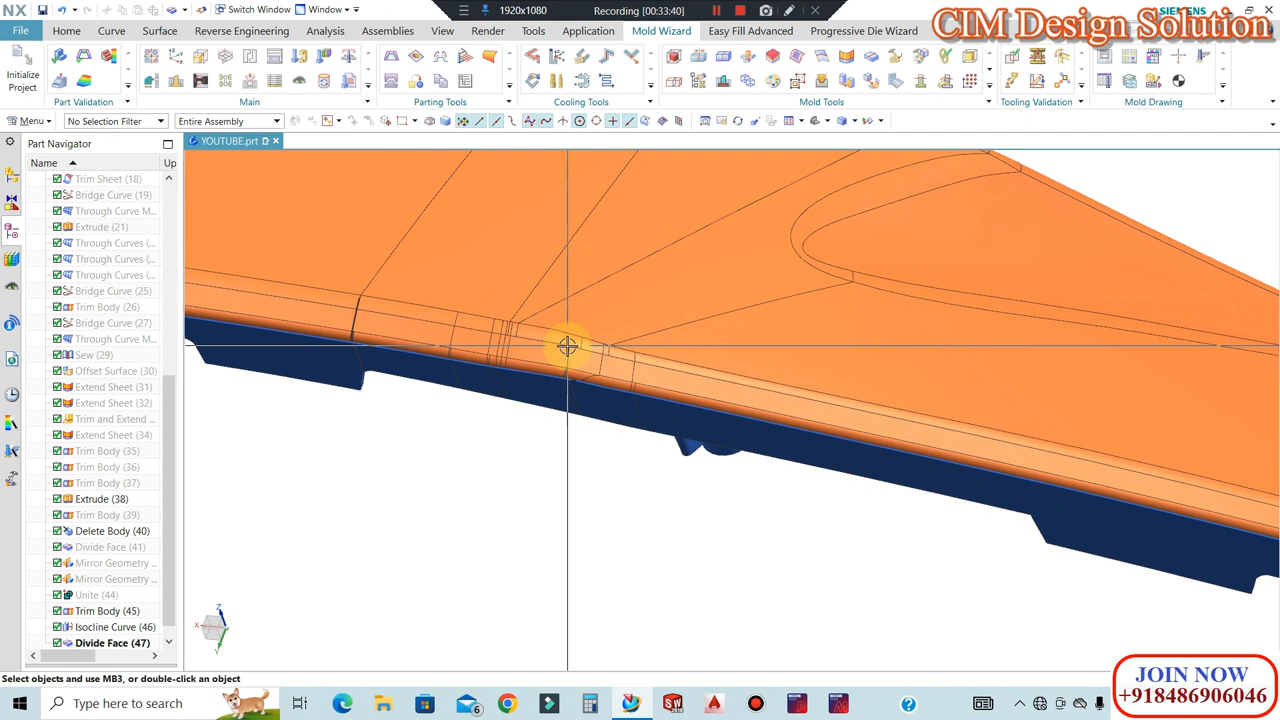 NX
Switch Window
Window
1920x1080
Recording [00:33:40]
SIEMENS
CIM Design Solution
File
Home
Curve
Surface
Reverse Engineering
Analysis
Assemblies
View
Render
Tools
Application
Mold Wizard
Easy Fill Advanced
Progressive Die Wizard
Initialize
Project
Part Validation
Main
Parting Tools
Cooling Tools
Mold Tools
Tooling Validation
Mold Drawing
Menu
No Selection Filter
Entire Assembly
Part Navigator
YOUTUBE.prt
Name
Up
Trim Sheet (18)
Bridge Curve (19)
Through Curve M...
Extrude (21)
Through Curves (...
Through Curves (...
Through Curves (...
Bridge Curve (25)
Trim Body (26)
Bridge Curve (27)
Through Curve M...
Sew (29)
Offset Surface (30)
Extend Sheet (31)
Extend Sheet (32)
Trim and Extend ...
Extend Sheet (34)
Trim Body (35)
Trim Body (36)
Trim Body (37)
Extrude (38)
Trim Body (39)
Delete Body (40)
Divide Face (41)
Mirror Geometry ...
Mirror Geometry ...
Unite (44)
Trim Body (45)
Isocline Curve (46)
Divide Face (47)
Z
X
Y
Select objects and use MB3, or double-click an object
JOIN NOW
+918486906046
Type here to search
6